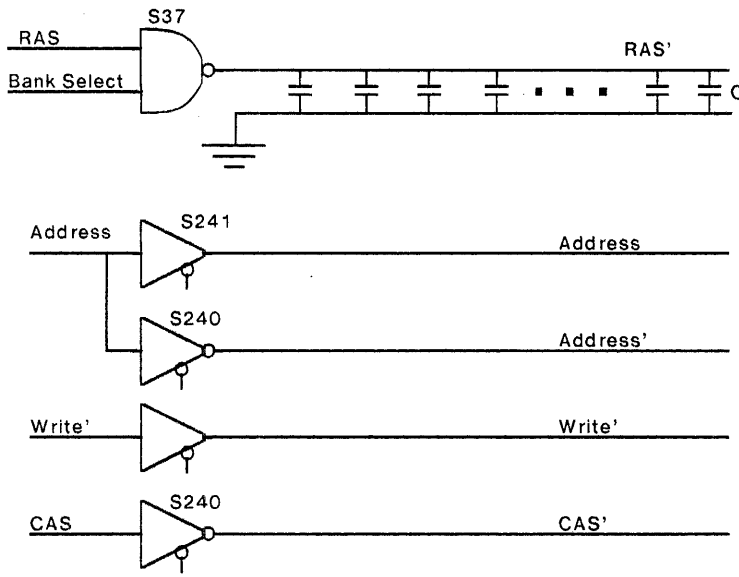 S37
RAS
RAS'
Bank Select
C
S241
Address
Address
S240
Address'
Write'
Write'
S240
CAS
CAS'